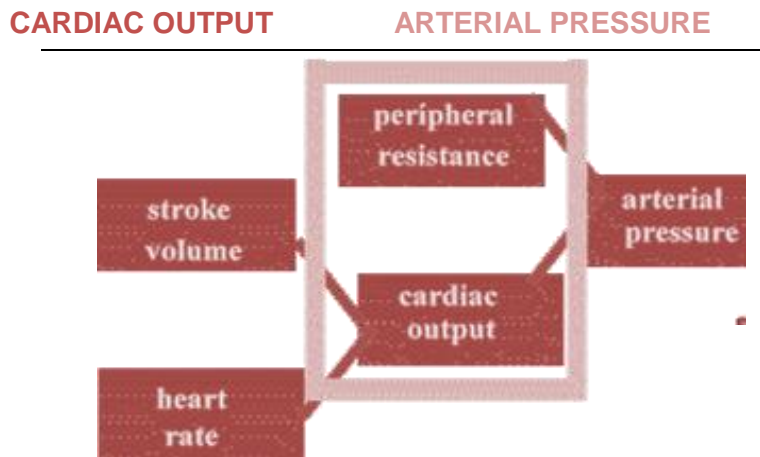 CARDIAC OUTPUT ARTERIAL PRESSURE
peripheral
resistance
stroke
volume
arterial
pressure
cardiac
output
heart
rate